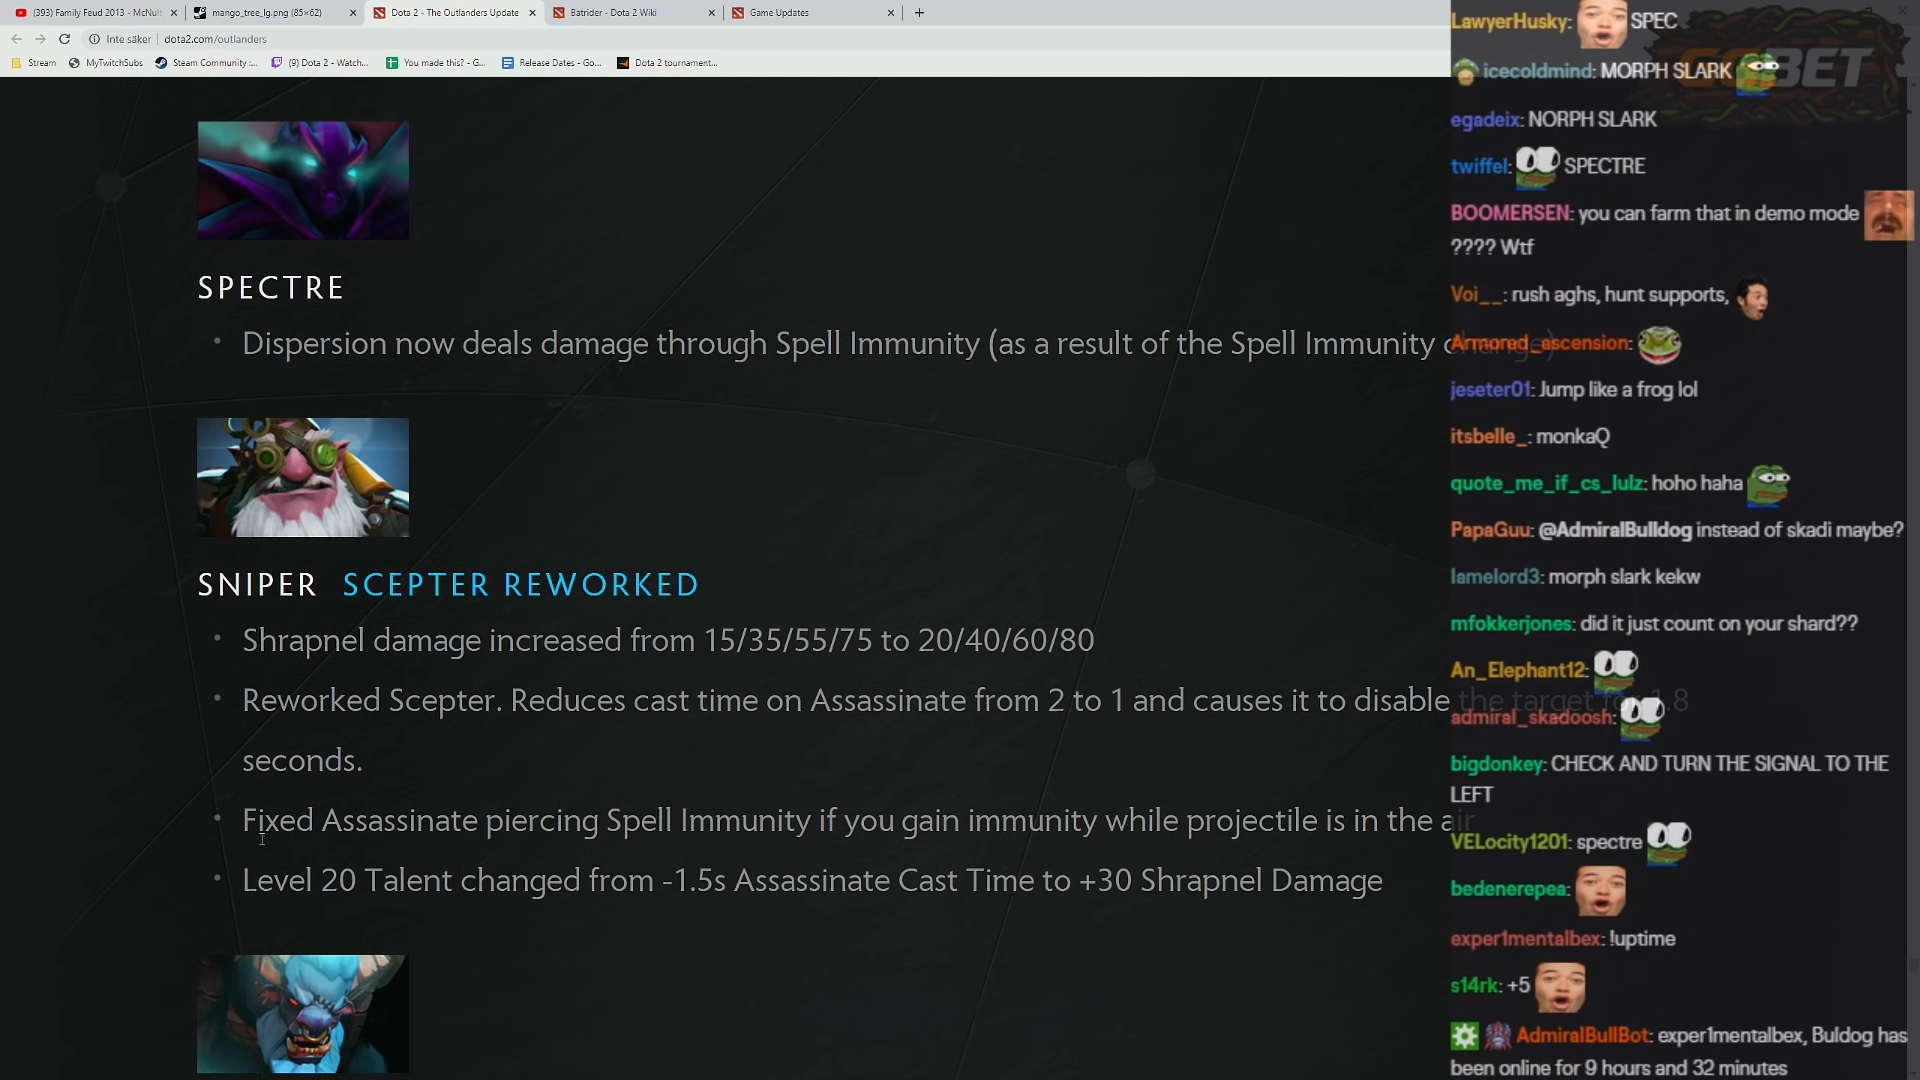 (393) Family Feud 2013 - McNult
mango_tree_lg.png (85×62)
Dota 2 - The Outlanders Update
Batrider - Dota 2 Wiki
Game Updates
Inte säker
dota2.com/outlanders
Stream
MyTwitchSubs
Steam Community :...
(9) Dota 2 - Watch...
You made this? - G...
Release Dates - Go...
Dota 2 tournament...
SPECTRE
• Dispersion now deals damage through Spell Immunity (as a result of the Spell Immunity change)
SNIPER SCEPTER REWORKED
• Shrapnel damage increased from 15/35/55/75 to 20/40/60/80
• Reworked Scepter. Reduces cast time on Assassinate from 2 to 1 and causes it to disable the target for 1.8
seconds.
• Fixed Assassinate piercing Spell Immunity if you gain immunity while projectile is in the air
• Level 20 Talent changed from -1.5s Assassinate Cast Time to +30 Shrapnel Damage
LawyerHusky: SPEC
icecoldmind: MORPH SLARK
egadeix: NORPH SLARK
twiffel: SPECTRE
BOOMERSEN: you can farm that in demo mode
???? Wtf
Voi__: rush aghs, hunt supports,
Armored_ascension:
jeseter01: Jump like a frog lol
itsbelle_: monkaQ
quote_me_if_cs_lulz: hoho haha
PapaGuu: @AdmiralBulldog instead of skadi maybe?
lamelord3: morph slark kekw
mfokkerjones: did it just count on your shard??
An_Elephant12:
admiral_skadoosh:
bigdonkey: CHECK AND TURN THE SIGNAL TO THE
LEFT
VELocity1201: spectre
bedenerepea:
exper1mentalbex: !uptime
s14rk: +5
AdmiralBullBot: exper1mentalbex, Buldog has
been online for 9 hours and 32 minutes